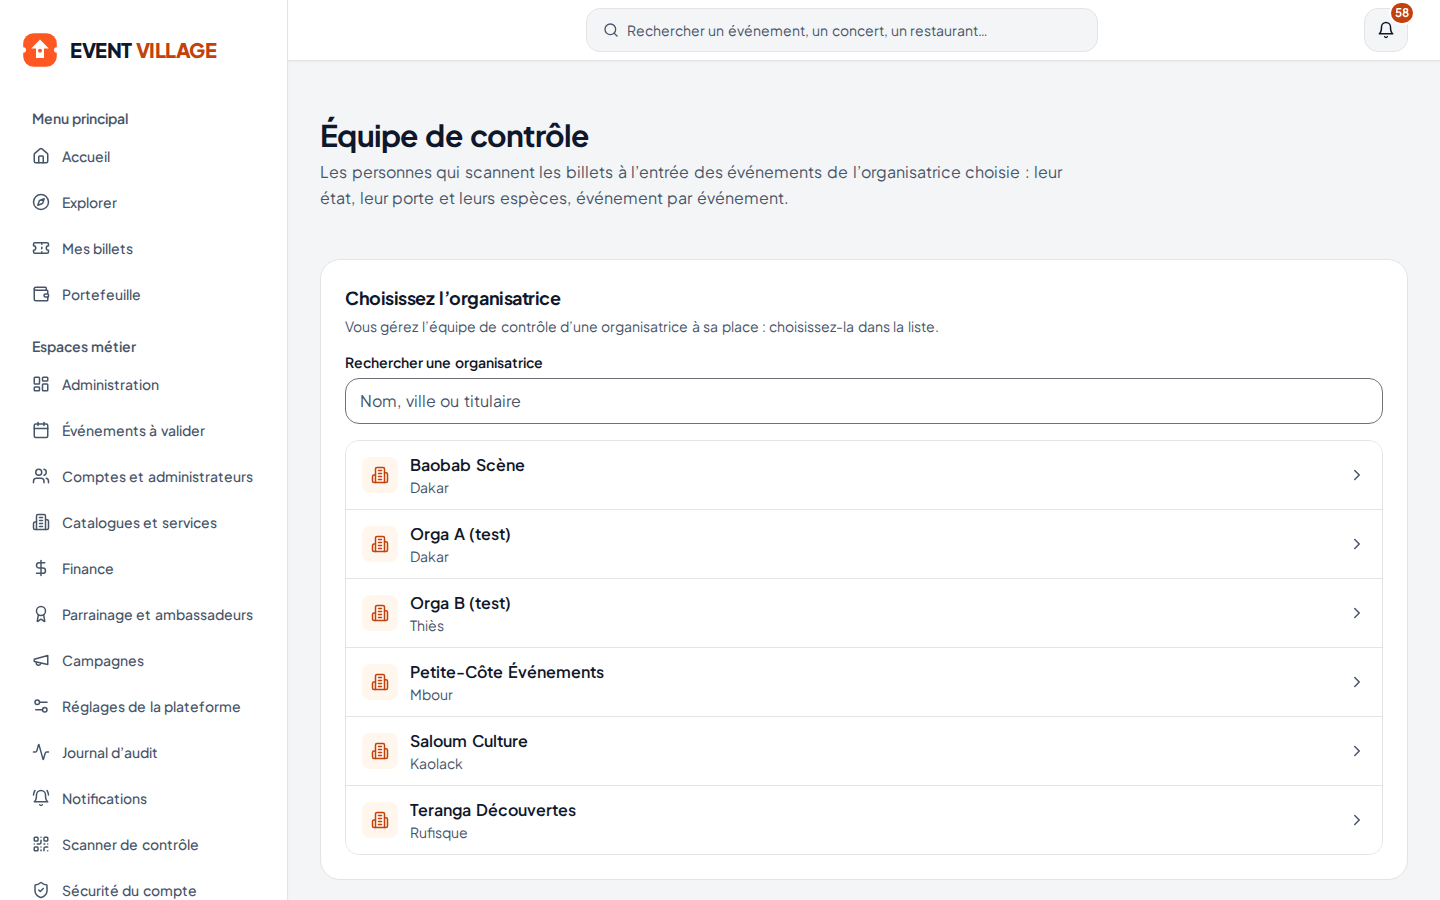 EVENT VILLAGE
Rechercher un événement, un concert, un restaurant…
58
Menu principal
Accueil
Explorer
Mes billets
Portefeuille
Espaces métier
Administration
Événements à valider
Comptes et administrateurs
Catalogues et services
Finance
Parrainage et ambassadeurs
Campagnes
Réglages de la plateforme
Journal d’audit
Notifications
Scanner de contrôle
Sécurité du compte
Équipe de contrôle
Les personnes qui scannent les billets à l’entrée des événements de l’organisatrice choisie : leur
état, leur porte et leurs espèces, événement par événement.
Choisissez l’organisatrice
Vous gérez l’équipe de contrôle d’une organisatrice à sa place : choisissez-la dans la liste.
Rechercher une organisatrice
Nom, ville ou titulaire
Baobab Scène
Dakar
Orga A (test)
Dakar
Orga B (test)
Thiès
Petite-Côte Événements
Mbour
Saloum Culture
Kaolack
Teranga Découvertes
Rufisque